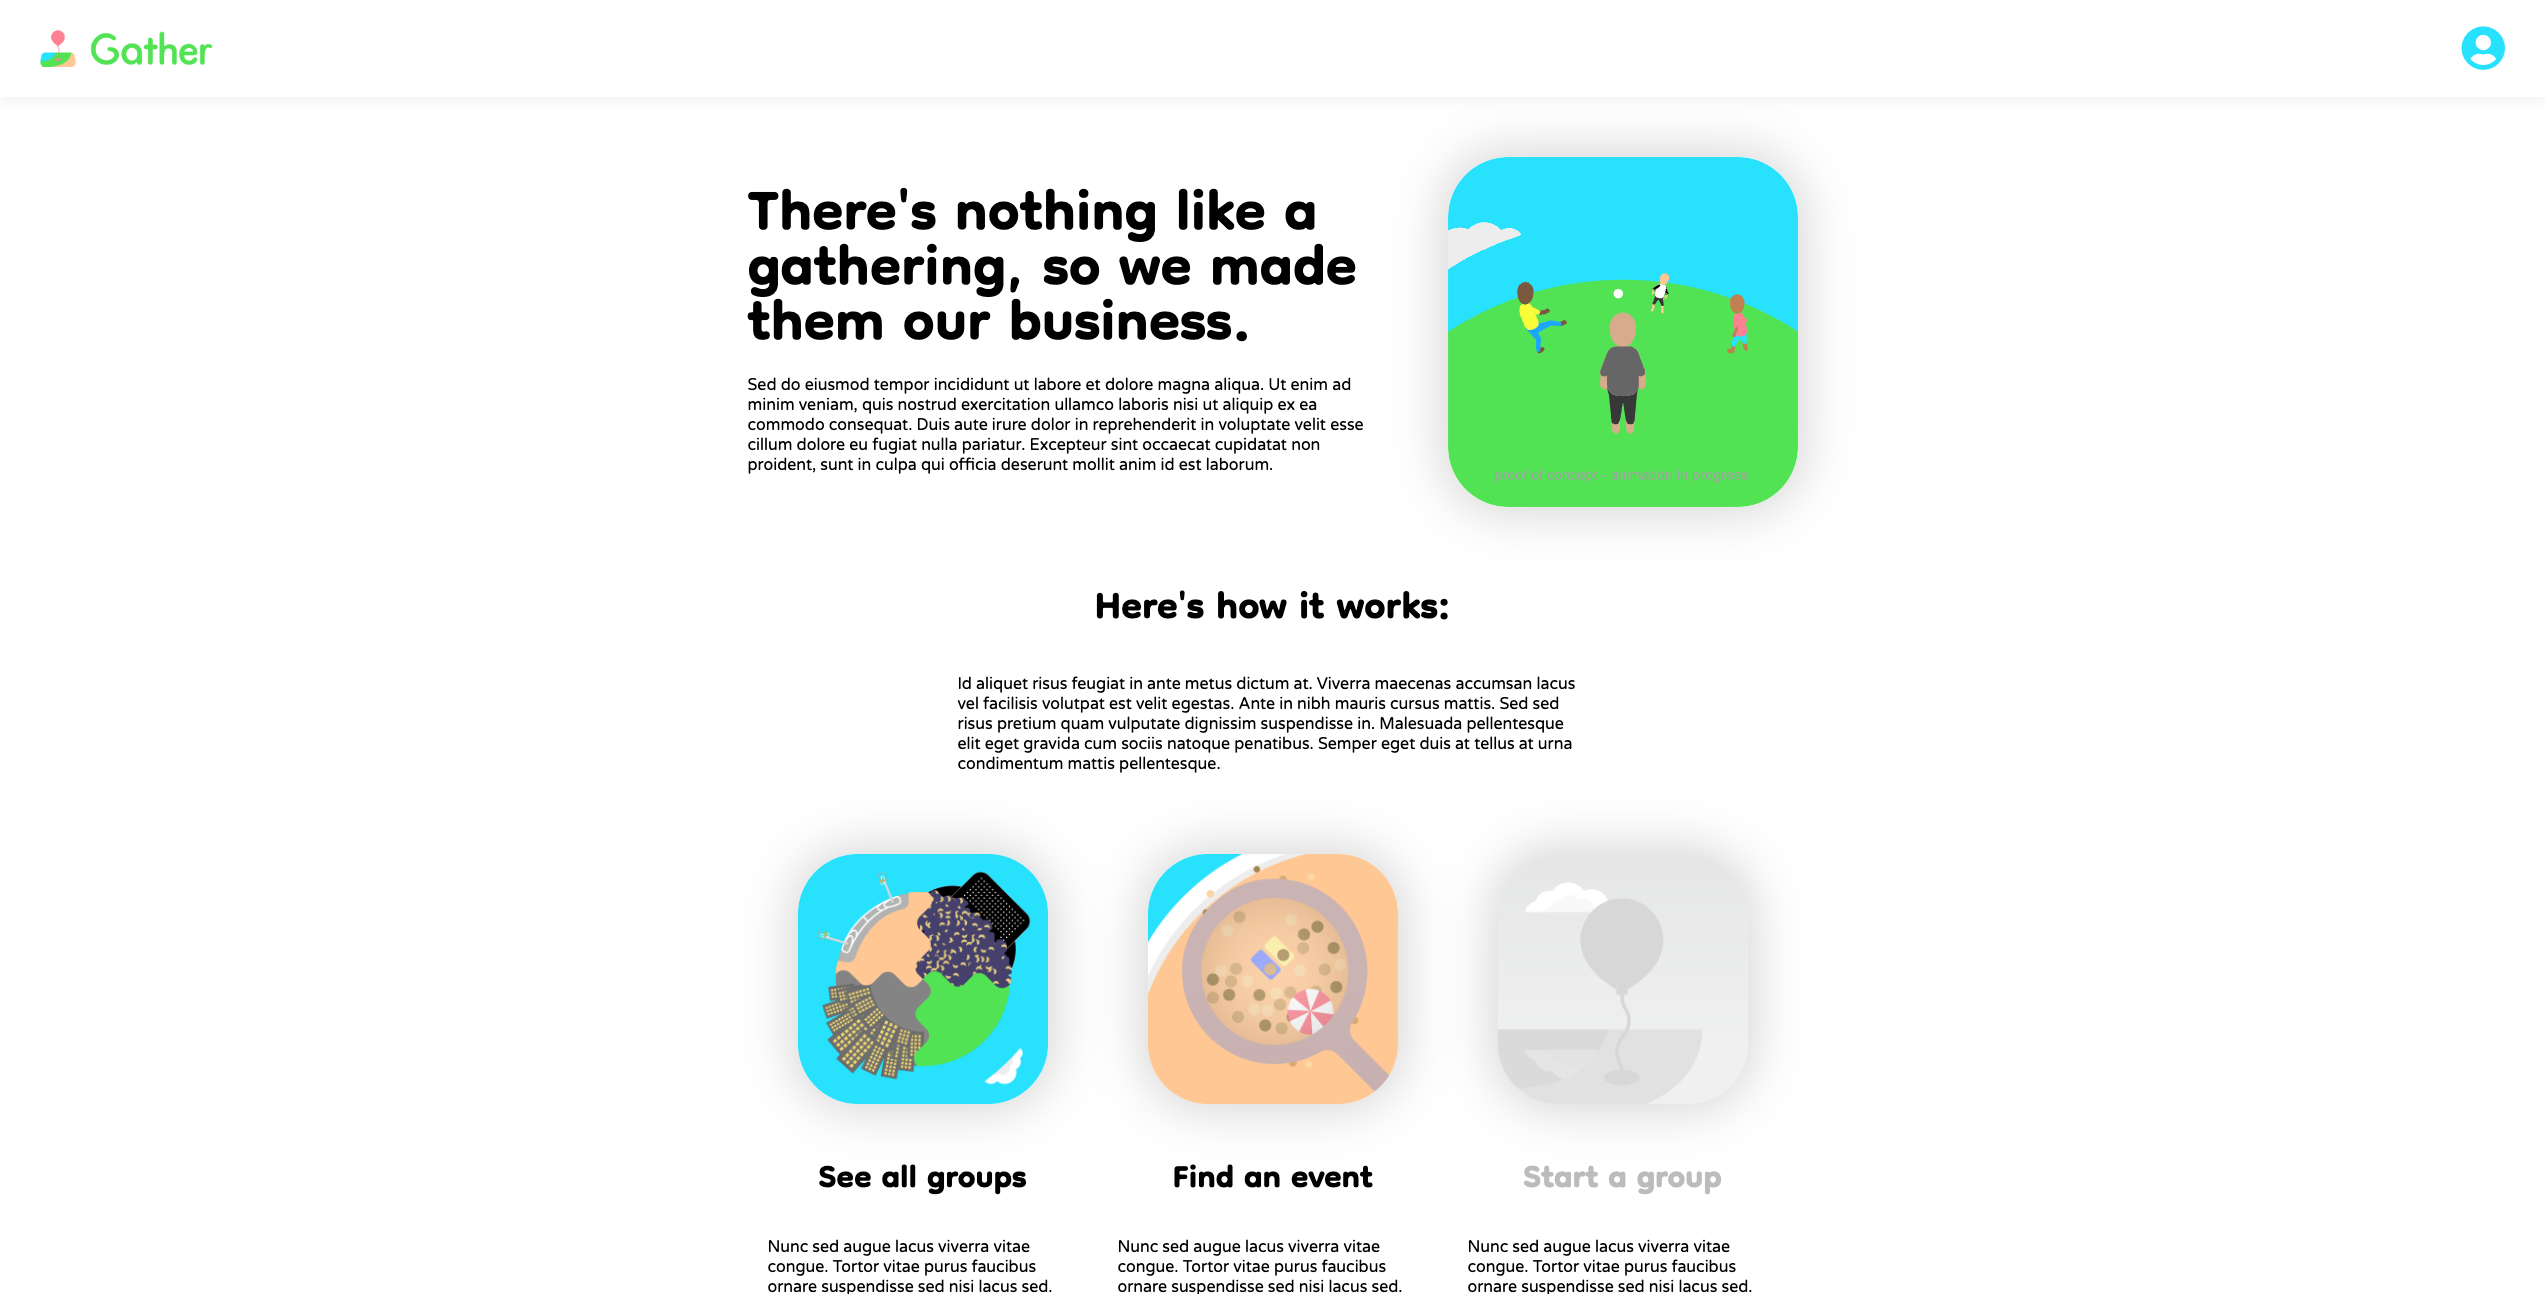 Gather
There's nothing like a
gathering, so we made
them our business.
Sed do eiusmod tempor incididunt ut labore et dolore magna aliqua. Ut enim ad
minim veniam, quis nostrud exercitation ullamco laboris nisi ut aliquip ex ea
commodo consequat. Duis aute irure dolor in reprehenderit in voluptate velit esse
cillum dolore eu fugiat nulla pariatur. Excepteur sint occaecat cupidatat non
proident, sunt in culpa qui officia deserunt mollit anim id est laborum.
proof of concept - animation in progress
Here's how it works:
Id aliquet risus feugiat in ante metus dictum at. Viverra maecenas accumsan lacus
vel facilisis volutpat est velit egestas. Ante in nibh mauris cursus mattis. Sed sed
risus pretium quam vulputate dignissim suspendisse in. Malesuada pellentesque
elit eget gravida cum sociis natoque penatibus. Semper eget duis at tellus at urna
condimentum mattis pellentesque.
See all groups
Nunc sed augue lacus viverra vitae
congue. Tortor vitae purus faucibus
ornare suspendisse sed nisi lacus sed.
Find an event
Nunc sed augue lacus viverra vitae
congue. Tortor vitae purus faucibus
ornare suspendisse sed nisi lacus sed.
Start a group
Nunc sed augue lacus viverra vitae
congue. Tortor vitae purus faucibus
ornare suspendisse sed nisi lacus sed.